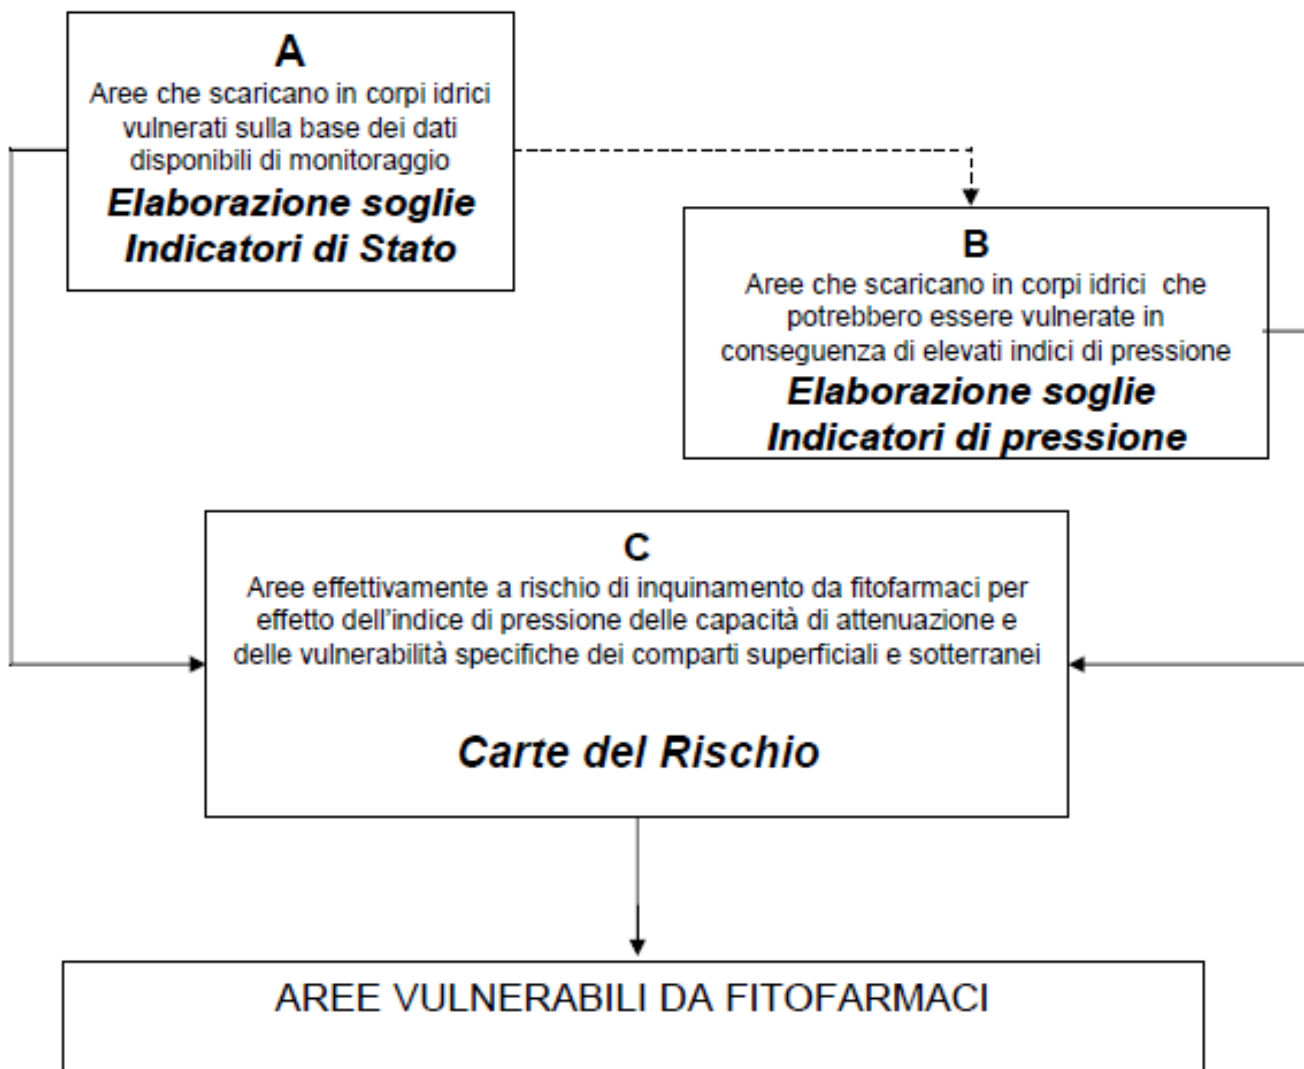 A
Aree che scaricano in corpi idrici
vulnerati sulla base dei dati
disponibili di monitoraggio
Elaborazione soglie
Indicatori di Stato
B
Aree che scaricano in corpi idrici che
potrebbero essere vulnerate in
conseguenza di elevati indici di pressione
Elaborazione soglie
Indicatori di pressione
C
Aree effettivamente a rischio di inquinamento da fitofarmaci per
effetto dell'indice di pressione delle capacità di attenuazione e
delle vulnerabilità specifiche dei comparti superficiali e sotterranei
Carte del Rischio
AREE VULNERABILI DA FITOFARMACI